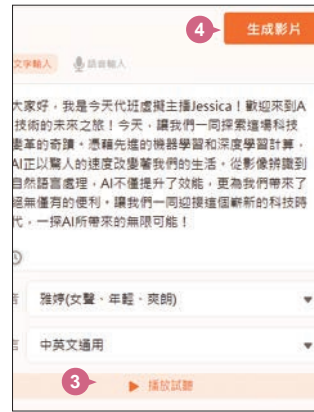 4 生成影片
文字輸入 語音輸入
大家好,我是今天代班虛擬主播Jessica!歡迎來到A
技術的未來之旅!今天,讓我們一同探索這場科技
變革的奇蹟。憑藉先進的機器學習和深度學習計算,
AI正以驚人的速度改變著我們的生活。從影像辨識到
自然語言處理,AI不僅提升了效能,更為我們帶來了
絕無僅有的便利。讓我們一同迎接這個嶄新的科技時
代,一探AI所帶來的無限可能!
音 雅婷(女聲、年輕、爽朗)
言 中英文通用
3 播放試聽